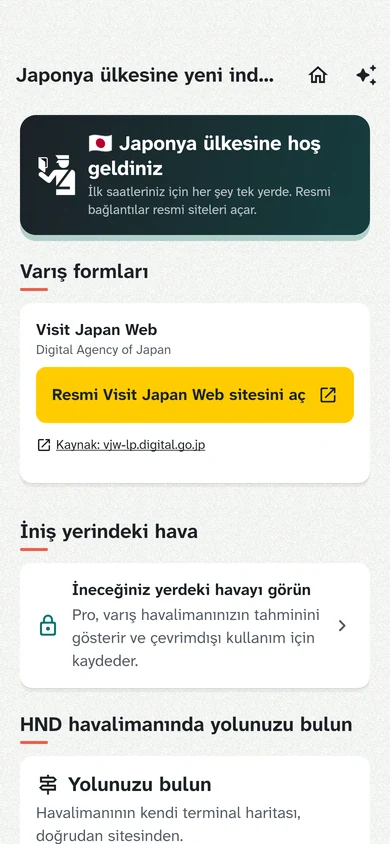 Japonya ülkesine yeni ind...
🇯🇵 Japonya ülkesine hoş
geldiniz
İlk saatleriniz için her şey tek yerde. Resmi
bağlantılar resmi siteleri açar.
Varış formları
Visit Japan Web
Digital Agency of Japan
Resmi Visit Japan Web sitesini aç
Kaynak: vjw-lp.digital.go.jp
İniş yerindeki hava
İneceğiniz yerdeki havayı görün
Pro, varış havalimanınızın tahminini
gösterir ve çevrimdışı kullanım için
kaydeder.
HND havalimanında yolunuzu bulun
Yolunuzu bulun
Havalimanının kendi terminal haritası,
doğrudan sitesinden.